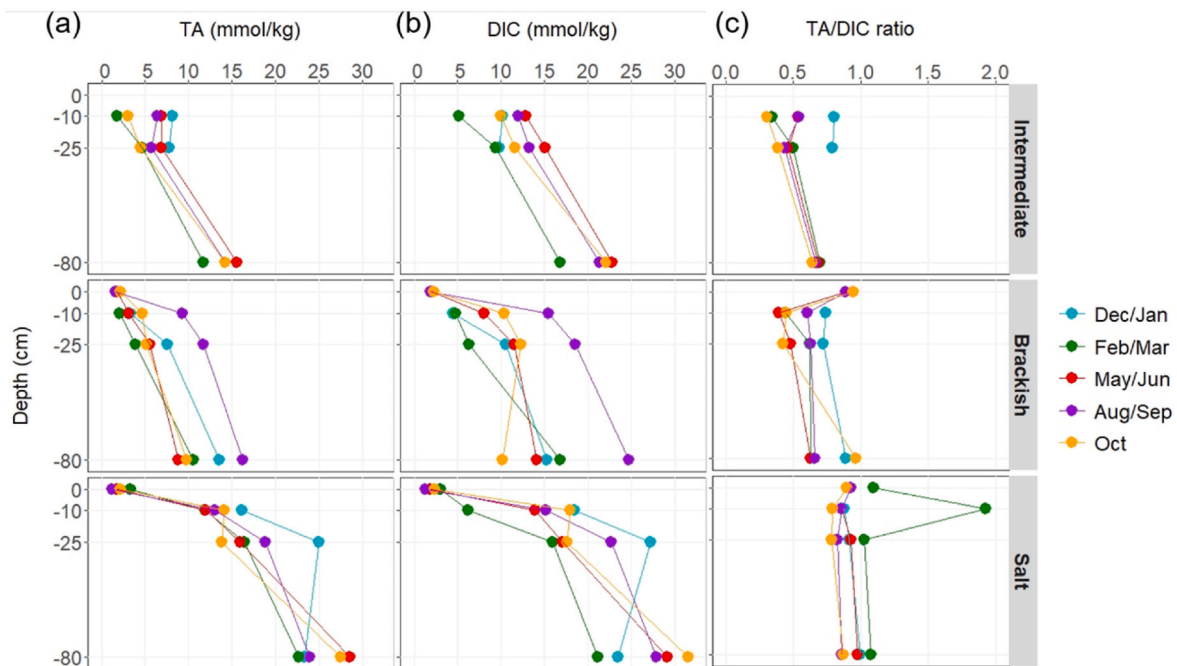 (a) TA (mmol/kg) (b) DIC (mmol/kg) (c) TA/DIC ratio
0 5 10 15 20 25 30 0 5 10 15 20 25 30 0.0 0.5 1.0 1.5 2.0
0
-10
-25
-80
Intermediate
0
-10
-25
-80
Brackish
0
-10
-25
-80
Salt
Depth (cm)
Dec/Jan
Feb/Mar
May/Jun
Aug/Sep
Oct